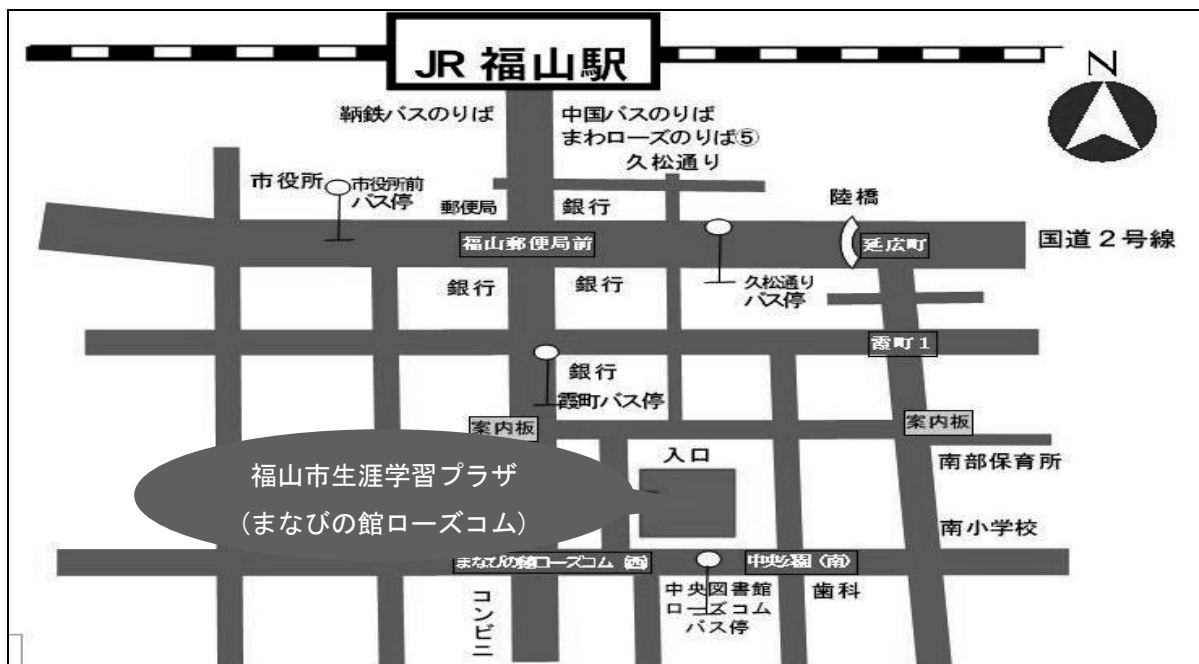 JR 福山駅
N
鞆鉄バスのりば
中国バスのりば
まわローズのりば⑤
久松通り
市役所
市役所前
バス停
郵便局
銀行
陸橋
福山郵便局前
延広町
国道2号線
銀行
銀行
久松通り
バス停
霞町1
銀行
霞町バス停
案内板
案内板
入口
南部保育所
福山市生涯学習プラザ
(まなびの館ローズコム)
南小学校
まなびの館ローズコム(西)
中央公園(南)
コンビニ
中央図書館
ローズコム
バス停
歯科